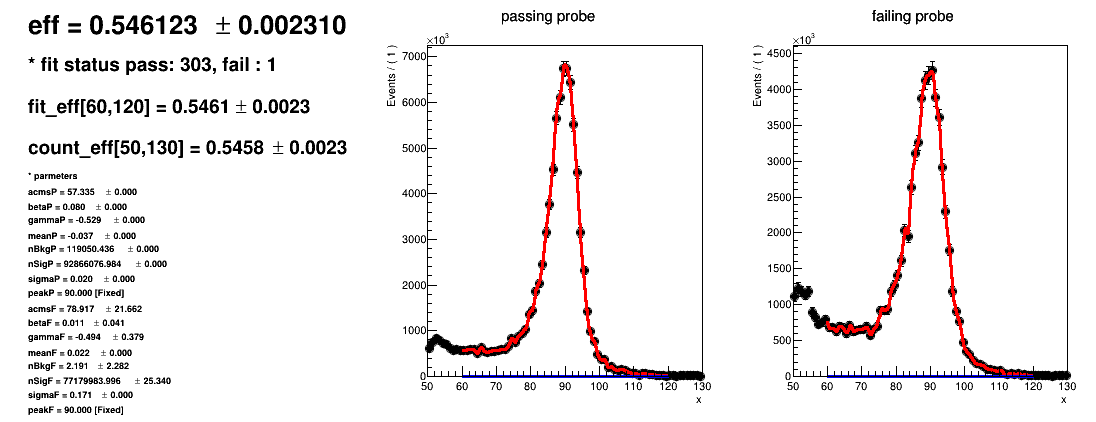 eff = 0.546123 ± 0.002310
* fit status pass: 303, fail : 1
fit_eff[60,120] = 0.5461 ± 0.0023
count_eff[50,130] = 0.5458 ± 0.0023
* parmeters
acmsP = 57.335 ± 0.000
betaP = 0.080 ± 0.000
gammaP = -0.529 ± 0.000
meanP = -0.037 ± 0.000
nBkgP = 119050.436 ± 0.000
nSigP = 92866076.984 ± 0.000
sigmaP = 0.020 ± 0.000
peakP = 90.000 [Fixed]
acmsF = 78.917 ± 21.662
betaF = 0.011 ± 0.041
gammaF = -0.494 ± 0.379
meanF = 0.022 ± 0.000
nBkgF = 2.191 ± 2.282
nSigF = 77179983.996 ± 25.340
sigmaF = 0.171 ± 0.000
peakF = 90.000 [Fixed]
passing probe
×10³
Events / ( 1 )
7000
6000
5000
4000
3000
2000
1000
0
50 60 70 80 90 100 110 120 130
x
failing probe
×10³
Events / ( 1 )
4500
4000
3500
3000
2500
2000
1500
1000
500
0
50 60 70 80 90 100 110 120 130
x